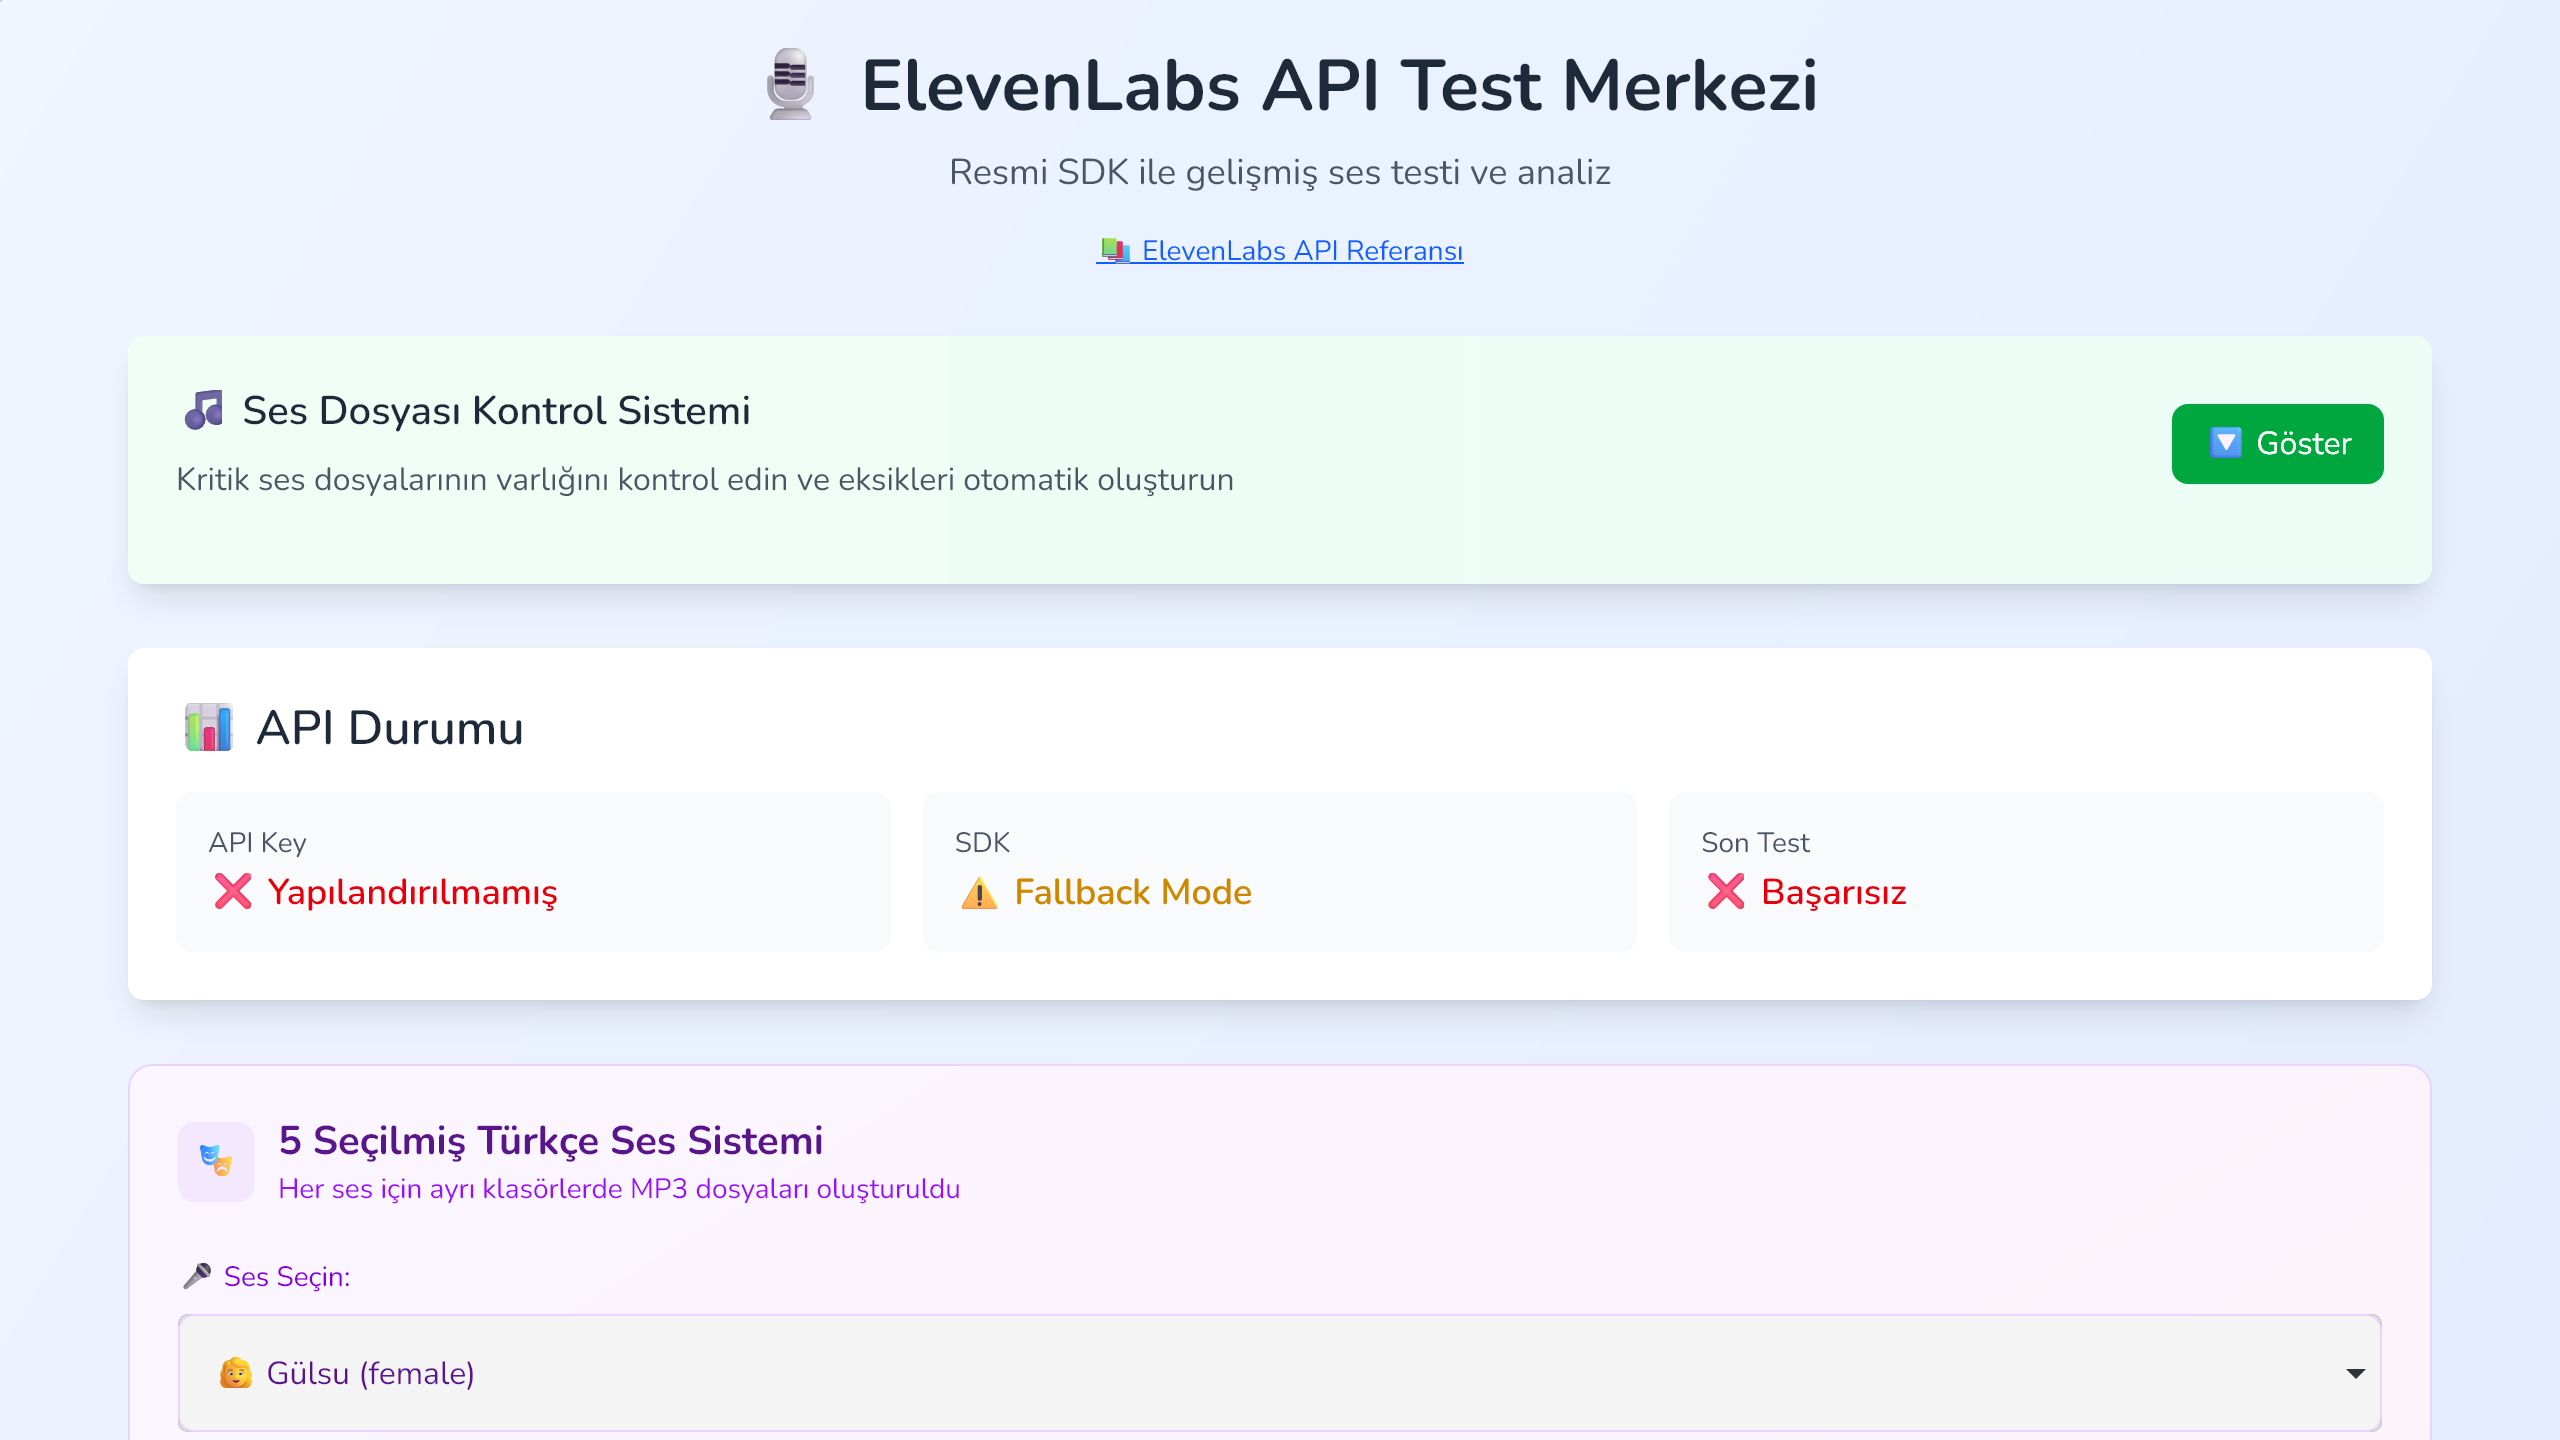 ElevenLabs API Test Merkezi
Resmi SDK ile gelişmiş ses testi ve analiz
ElevenLabs API Referansı
Ses Dosyası Kontrol Sistemi
Kritik ses dosyalarının varlığını kontrol edin ve eksikleri otomatik oluşturun
Göster
API Durumu
API Key
Yapılandırılmamış
SDK
Fallback Mode
Son Test
Başarısız
5 Seçilmiş Türkçe Ses Sistemi
Her ses için ayrı klasörlerde MP3 dosyaları oluşturuldu
Ses Seçin:
Gülsu (female)